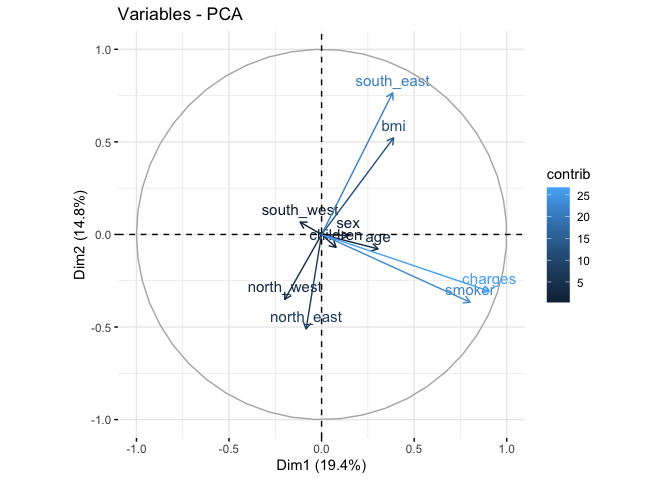 Variables - PCA
1.0
0.5
0.0
-0.5
-1.0
Dim2 (14.8%)
south_east
bmi
south_west
sex
children
age
charges
smoker
north_west
north_east
-1.0
-0.5
0.0
0.5
1.0
Dim1 (19.4%)
contrib
25
20
15
10
5